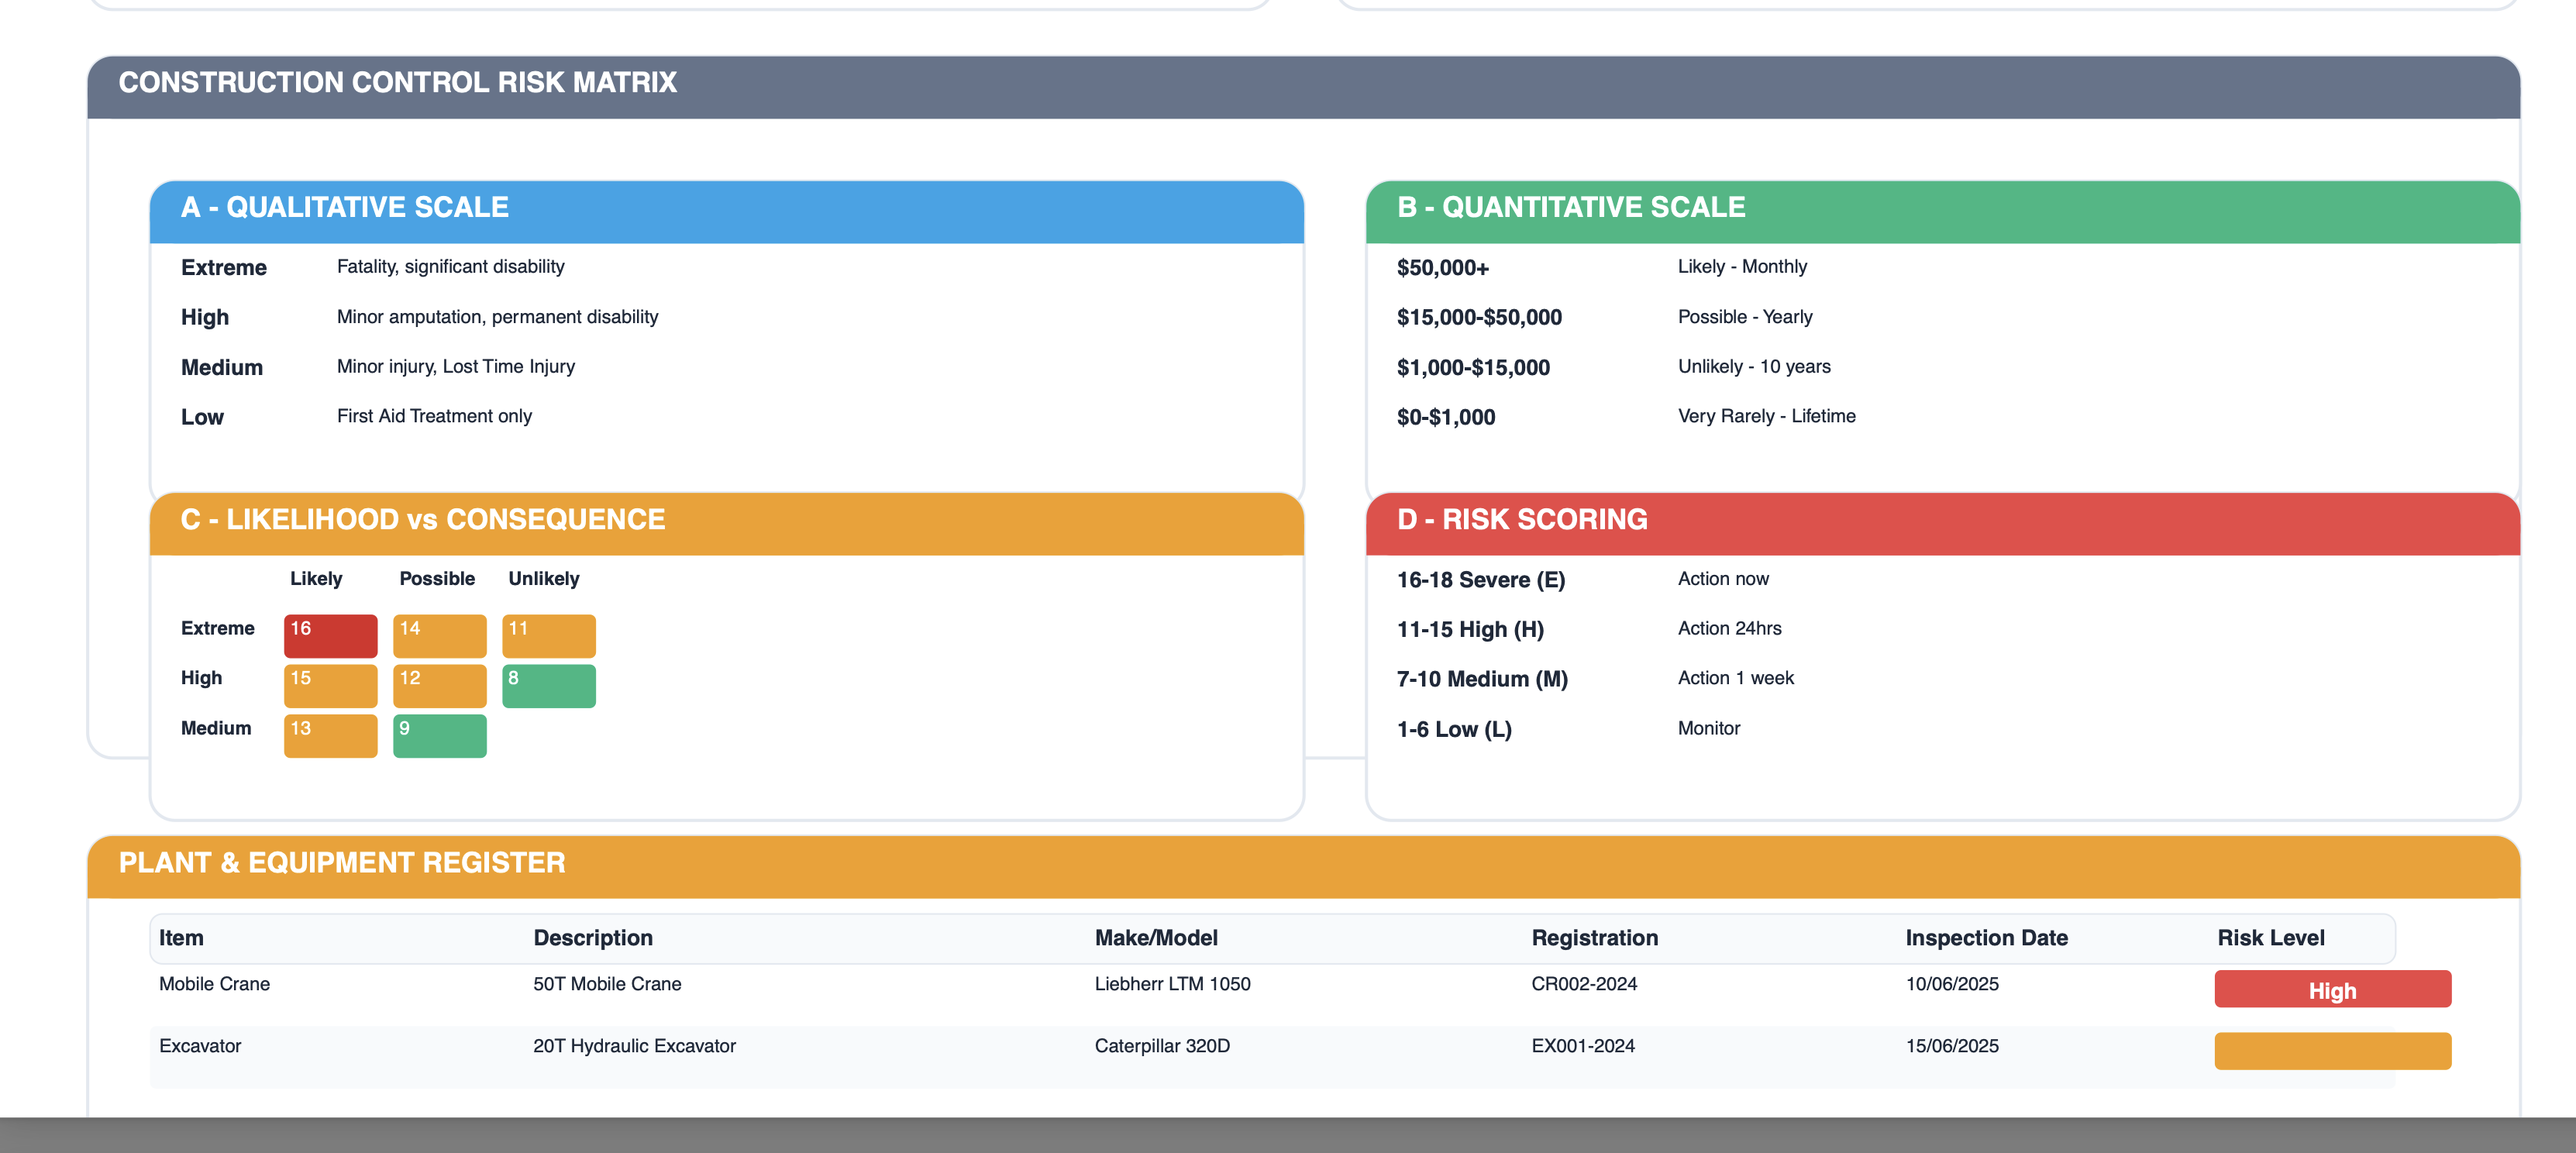 CONSTRUCTION CONTROL RISK MATRIX
A - QUALITATIVE SCALE
Extreme Fatality, significant disability
High Minor amputation, permanent disability
Medium Minor injury, Lost Time Injury
Low First Aid Treatment only
B - QUANTITATIVE SCALE
$50,000+ Likely - Monthly
$15,000-$50,000 Possible - Yearly
$1,000-$15,000 Unlikely - 10 years
$0-$1,000 Very Rarely - Lifetime
C - LIKELIHOOD vs CONSEQUENCE
Likely Possible Unlikely
Extreme 16 14 11
High 15 12 8
Medium 13 9
D - RISK SCORING
16-18 Severe (E) Action now
11-15 High (H) Action 24hrs
7-10 Medium (M) Action 1 week
1-6 Low (L) Monitor
PLANT & EQUIPMENT REGISTER
Item Description Make/Model Registration Inspection Date Risk Level
Mobile Crane 50T Mobile Crane Liebherr LTM 1050 CR002-2024 10/06/2025 High
Excavator 20T Hydraulic Excavator Caterpillar 320D EX001-2024 15/06/2025